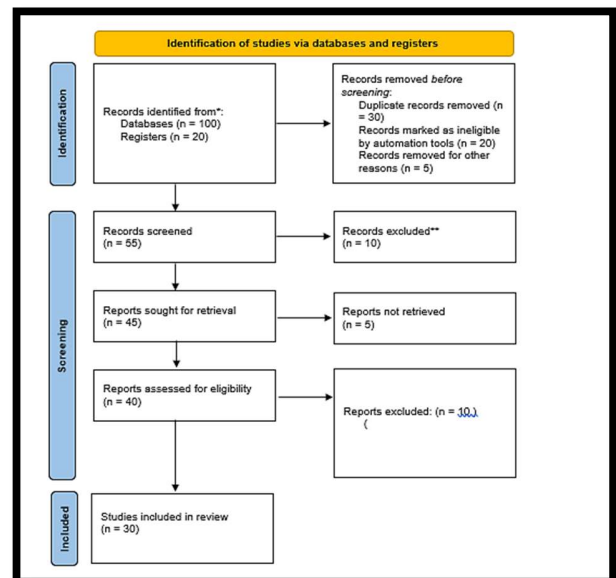 Identification of studies via databases and registers
Identification
Records identified from*:
Databases (n = 100)
Registers (n = 20)
Records removed before
screening:
Duplicate records removed (n
= 30)
Records marked as ineligible
by automation tools (n = 20)
Records removed for other
reasons (n = 5)
Screening
Records screened
(n = 55)
Records excluded**
(n = 10)
Reports sought for retrieval
(n = 45)
Reports not retrieved
(n = 5)
Reports assessed for eligibility
(n = 40)
Reports excluded: (n = 10.)
(
Included
Studies included in review
(n = 30)